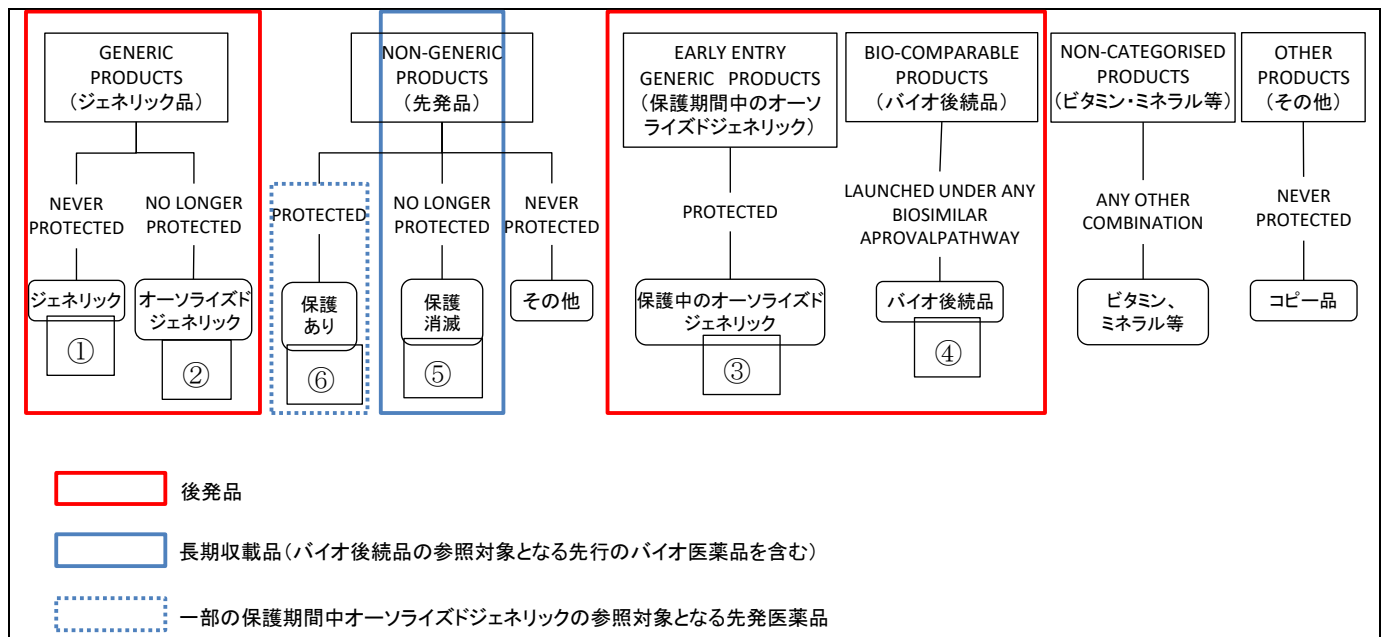 GENERIC
PRODUCTS
（ジェネリック品）
NON-GENERIC
PRODUCTS
（先発品）
EARLY ENTRY
GENERIC PRODUCTS
（保護期間中のオーソ
ライズドジェネリック）
BIO-COMPARABLE
PRODUCTS
（バイオ後続品）
NON-CATEGORISED
PRODUCTS
（ビタミン・ミネラル等）
OTHER
PRODUCTS
（その他）
NEVER
PROTECTED
NO LONGER
PROTECTED
PROTECTED
NO LONGER
PROTECTED
NEVER
PROTECTED
PROTECTED
LAUNCHED UNDER ANY
BIOSIMILAR
APROVALPATHWAY
ANY OTHER
COMBINATION
NEVER
PROTECTED
ジェネリック
オーソライズド
ジェネリック
保護
あり
保護
消滅
その他
保護中のオーソライズド
ジェネリック
バイオ後続品
ビタミン、
ミネラル等
コピー品
①
②
⑥
⑤
③
④
後発品
長期収載品（バイオ後続品の参照対象となる先行のバイオ医薬品を含む）
一部の保護期間中オーソライズドジェネリックの参照対象となる先発医薬品